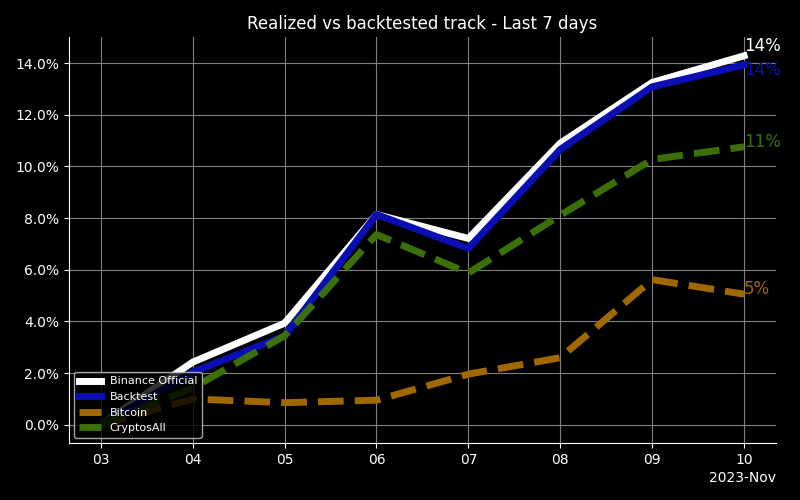 Realized vs backtested track - Last 7 days
14%
14%
14.0%
12.0%
11%
10.0%
8.0%
6.0%
5%
4.0%
2.0%
0.0%
Binance Official
Backtest
Bitcoin
CryptosAll
03 04 05 06 07 08 09 10
2023-Nov